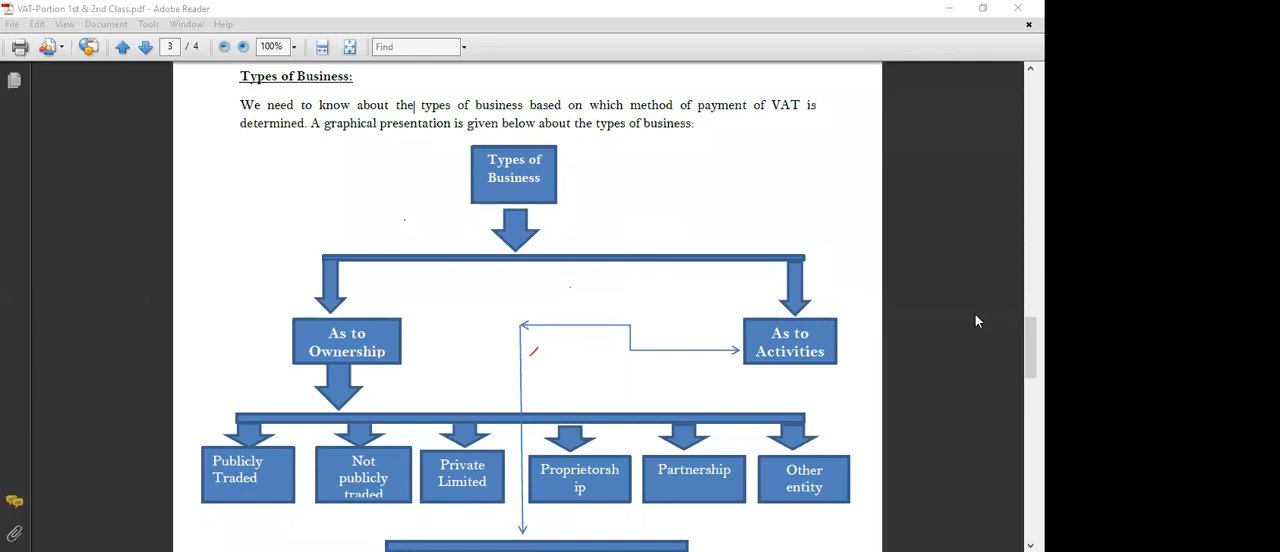 VAT-Portion 1st & 2nd Class.pdf - Adobe Reader
File Edit View Document Tools Window Help
3 / 4 100% Find
Types of Business:
We need to know about the types of business based on which method of payment of VAT is
determined. A graphical presentation is given below about the types of business:
Types of
Business
As to
Ownership
As to
Activities
Publicly
Traded
Not
publicly
traded
Private
Limited
Proprietorsh
ip
Partnership
Other
entity